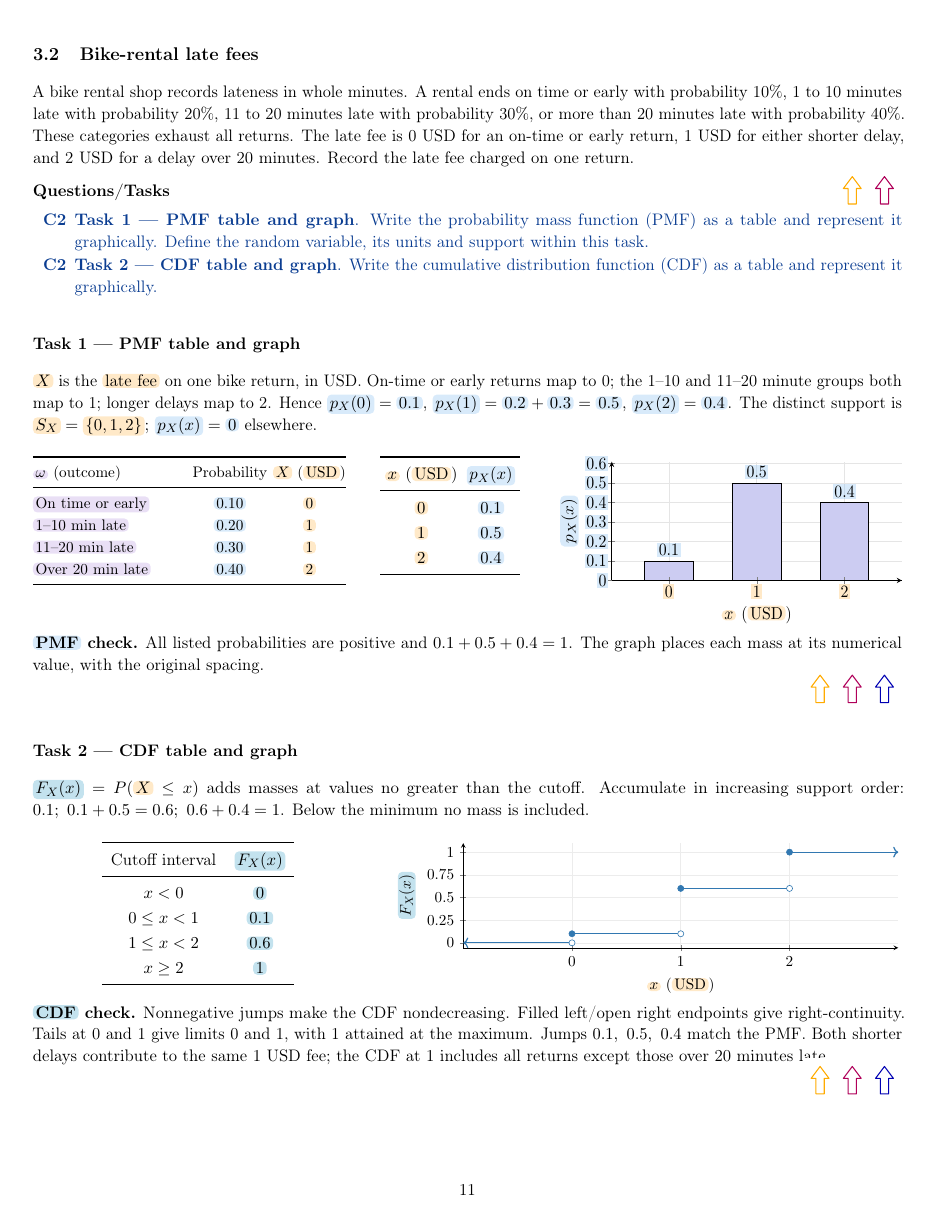 3.2 Bike-rental late fees
A bike rental shop records lateness in whole minutes. A rental ends on time or early with probability 10%, 1 to 10 minutes
late with probability 20%, 11 to 20 minutes late with probability 30%, or more than 20 minutes late with probability 40%.
These categories exhaust all returns. The late fee is 0 USD for an on-time or early return, 1 USD for either shorter delay,
and 2 USD for a delay over 20 minutes. Record the late fee charged on one return.
Questions/Tasks
C2 Task 1 — PMF table and graph. Write the probability mass function (PMF) as a table and represent it
graphically. Define the random variable, its units and support within this task.
C2 Task 2 — CDF table and graph. Write the cumulative distribution function (CDF) as a table and represent it
graphically.
Task 1 — PMF table and graph
X is the late fee on one bike return, in USD. On-time or early returns map to 0; the 1–10 and 11–20 minute groups both
map to 1; longer delays map to 2. Hence p_X(0) = 0.1, p_X(1) = 0.2 + 0.3 = 0.5, p_X(2) = 0.4. The distinct support is
S_X = {0, 1, 2}; p_X(x) = 0 elsewhere.
ω (outcome) Probability X (USD)
On time or early 0.10 0
1–10 min late 0.20 1
11–20 min late 0.30 1
Over 20 min late 0.40 2
x (USD) p_X(x)
0 0.1
1 0.5
2 0.4
p_X(x)
0.6
0.5
0.4
0.3
0.2
0.1
0
0.1
0.5
0.4
0 1 2
x (USD)
PMF check. All listed probabilities are positive and 0.1 + 0.5 + 0.4 = 1. The graph places each mass at its numerical
value, with the original spacing.
Task 2 — CDF table and graph
F_X(x) = P(X ≤ x) adds masses at values no greater than the cutoff. Accumulate in increasing support order:
0.1; 0.1 + 0.5 = 0.6; 0.6 + 0.4 = 1. Below the minimum no mass is included.
Cutoff interval F_X(x)
x < 0 0
0 ≤ x < 1 0.1
1 ≤ x < 2 0.6
x ≥ 2 1
F_X(x)
1
0.75
0.5
0.25
0
0 1 2
x (USD)
CDF check. Nonnegative jumps make the CDF nondecreasing. Filled left/open right endpoints give right-continuity.
Tails at 0 and 1 give limits 0 and 1, with 1 attained at the maximum. Jumps 0.1, 0.5, 0.4 match the PMF. Both shorter
delays contribute to the same 1 USD fee; the CDF at 1 includes all returns except those over 20 minutes late
11